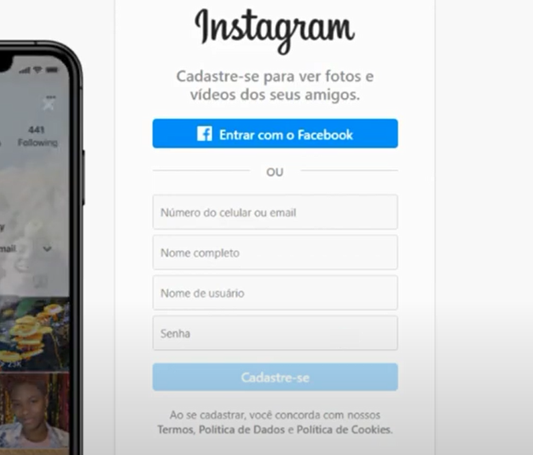 Instagram
Cadastre-se para ver fotos e
vídeos dos seus amigos.
Entrar com o Facebook
OU
Número do celular ou email
Nome completo
Nome de usuário
Senha
Cadastre-se
Ao se cadastrar, você concorda com nossos
Termos, Política de Dados e Política de Cookies.
441
Following